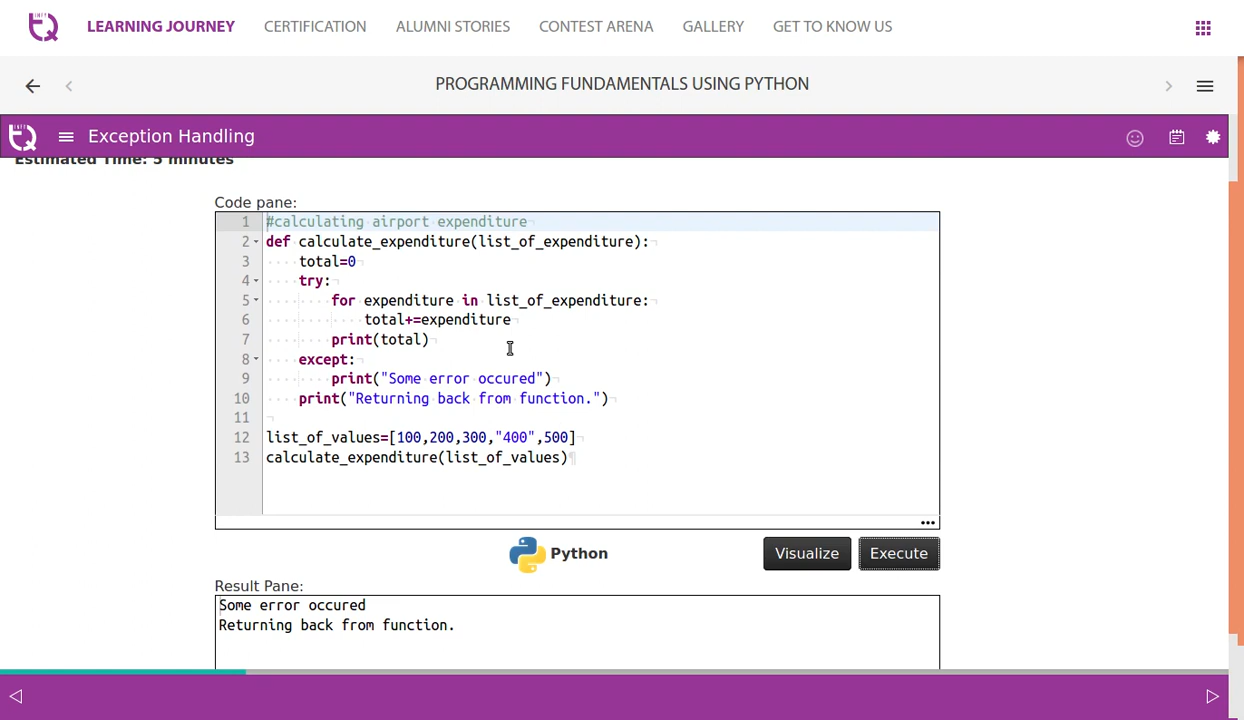 LEARNING JOURNEY CERTIFICATION ALUMNI STORIES CONTEST ARENA GALLERY GET TO KNOW US
PROGRAMMING FUNDAMENTALS USING PYTHON
Exception Handling
Estimated Time: 5 minutes
Code pane:
1 #calculating airport expenditure
2 def calculate_expenditure(list_of_expenditure):
3     total=0
4     try:
5         for expenditure in list_of_expenditure:
6             total+=expenditure
7         print(total)
8     except:
9         print("Some error occured")
10     print("Returning back from function.")
11
12 list_of_values=[100,200,300,"400",500]
13 calculate_expenditure(list_of_values)
Python Visualize Execute
Result Pane:
Some error occured
Returning back from function.